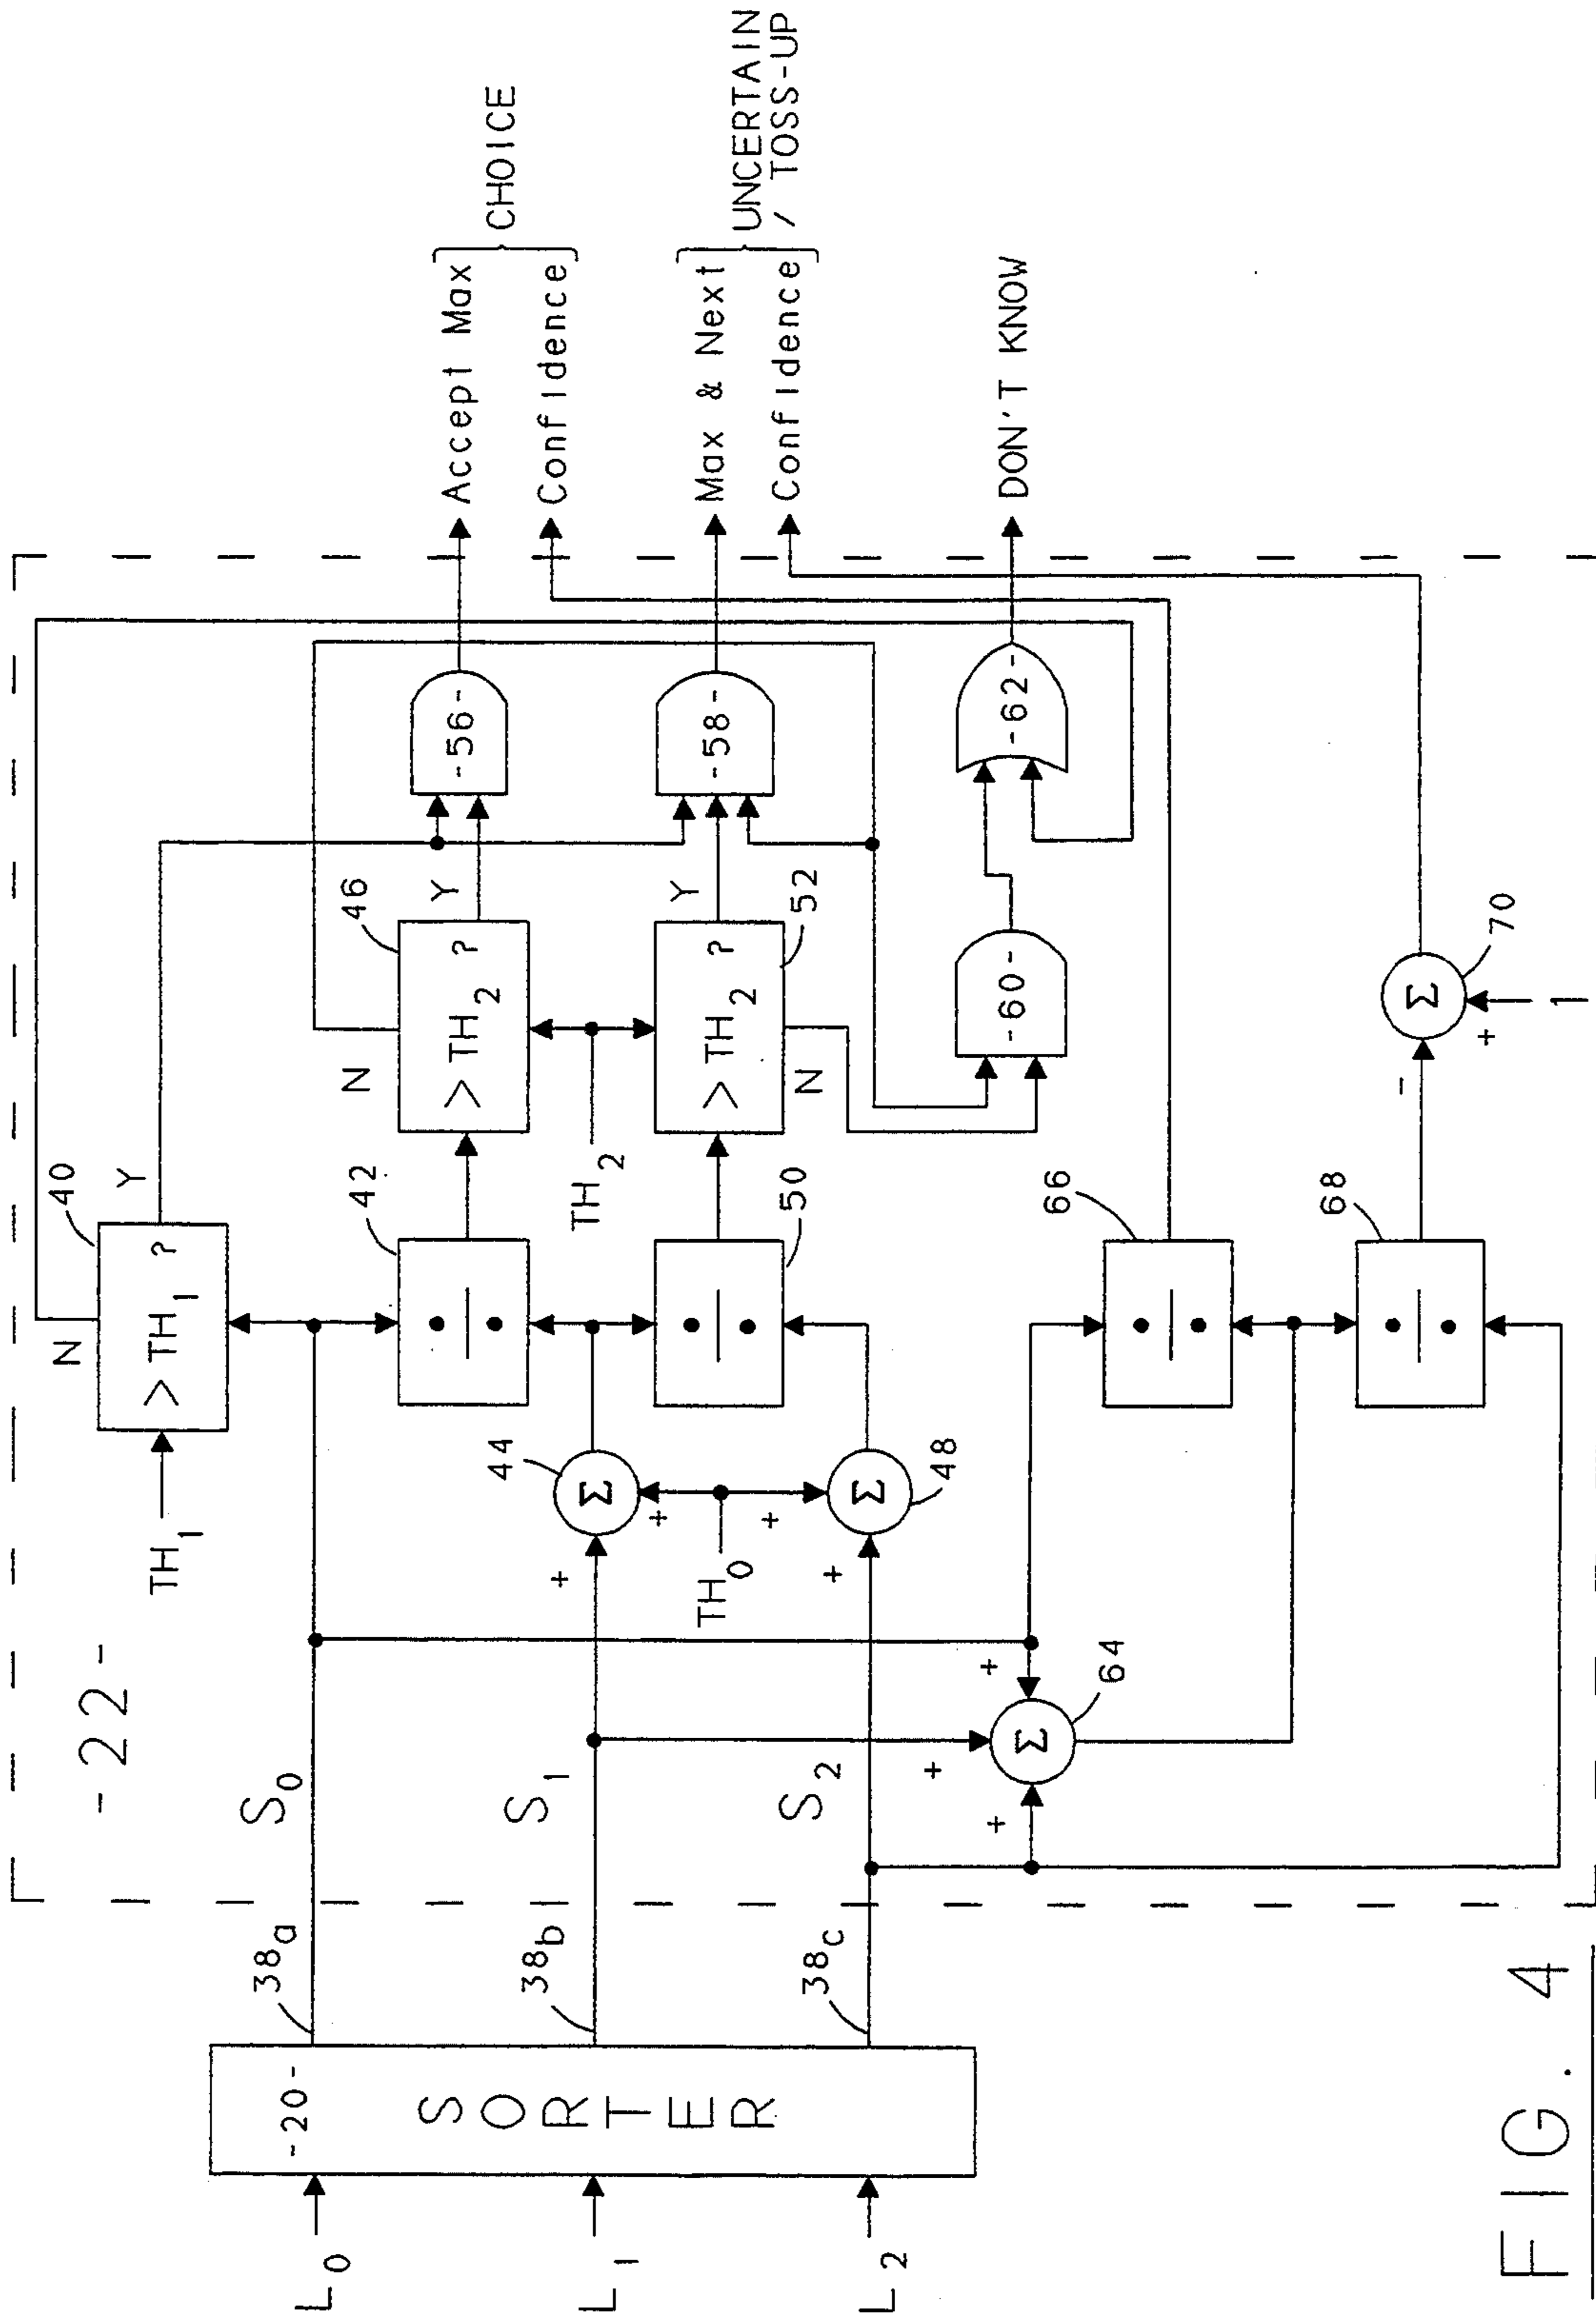 -22-
40
N
Y
TH1
> TH1 ?
L0
-20-
SORTER
38a
S0
42
46
N
> TH2 ?
Y
-56-
Accept Max
Confidence
CHOICE
L1
38b
S1
+
44
Σ
+
TH2
TH0
+
50
> TH2 ?
Y
52
N
-58-
Max & Next
Confidence
UNCERTAIN
/ TOSS-UP
L2
38c
S2
+
Σ
48
-60-
-62-
DON'T KNOW
+
+
+
Σ
64
66
68
-
Σ
+
1
70
FIG. 4